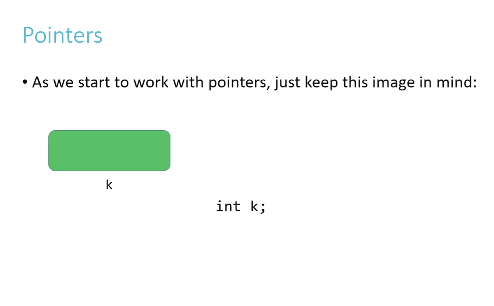 Pointers
• As we start to work with pointers, just keep this image in mind:
k
int k;